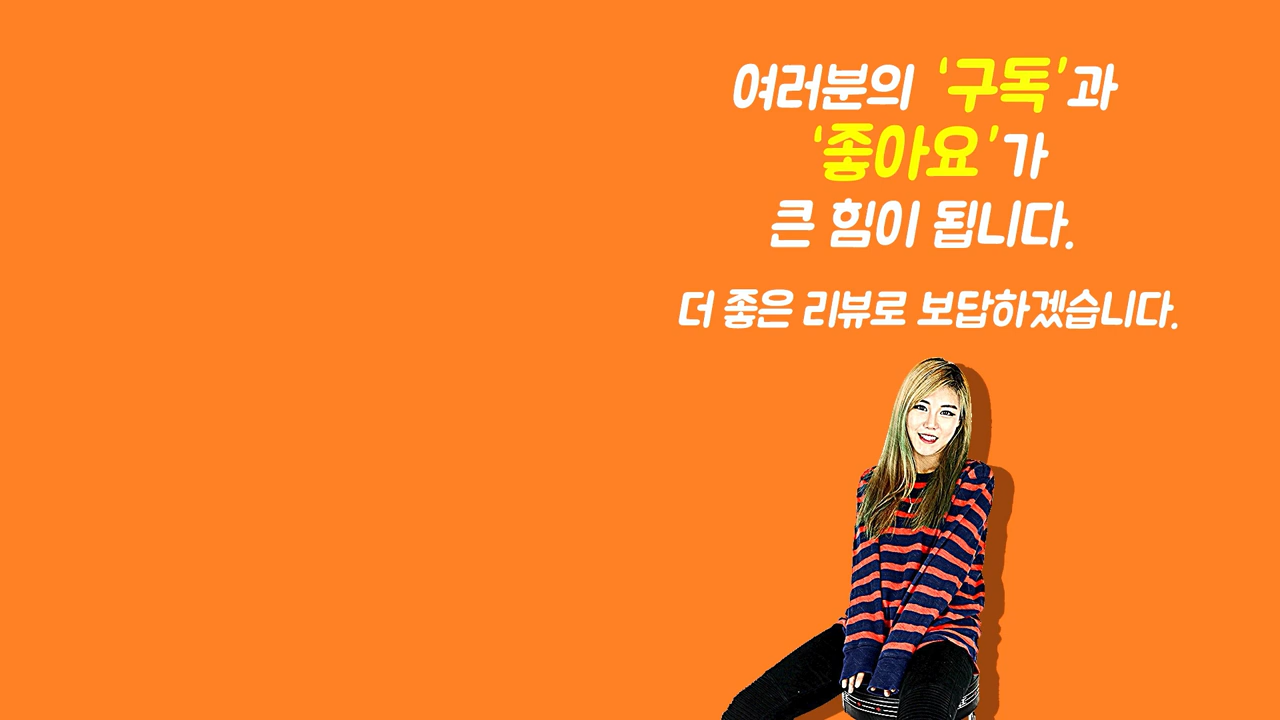 여러분의 '구독'과
'좋아요'가
큰 힘이 됩니다.
더 좋은 리뷰로 보답하겠습니다.